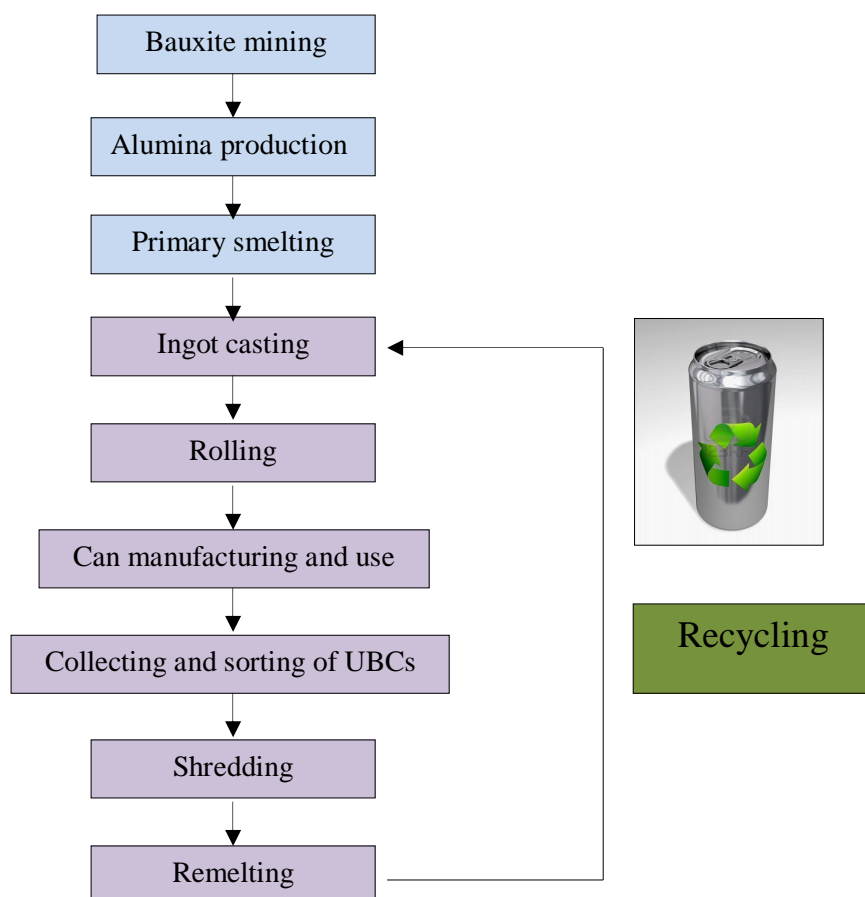 Bauxite mining
Alumina production
Primary smelting
Ingot casting
Rolling
Can manufacturing and use
Collecting and sorting of UBCs
Recycling
Shredding
Remelting